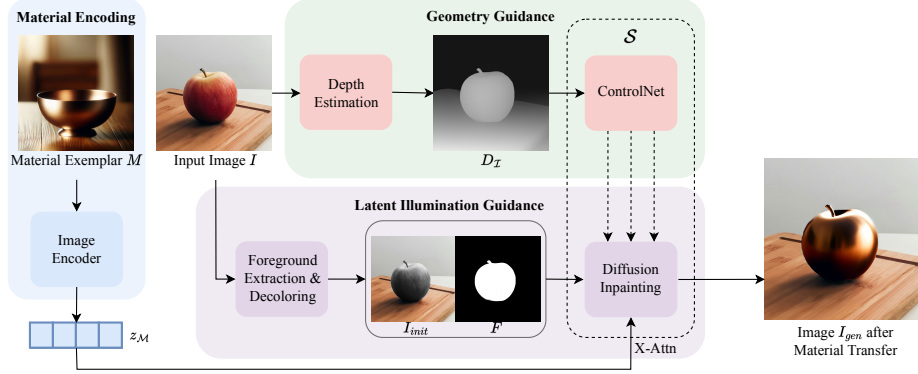 Material Encoding
Geometry Guidance
𝒮
Depth
Estimation
ControlNet
Material Exemplar M
Input Image I
D_ℐ
Latent Illumination Guidance
Image
Encoder
Foreground
Extraction &
Decoloring
Diffusion
Inpainting
I_init
F
z_ℳ
X-Attn
Image I_gen after
Material Transfer